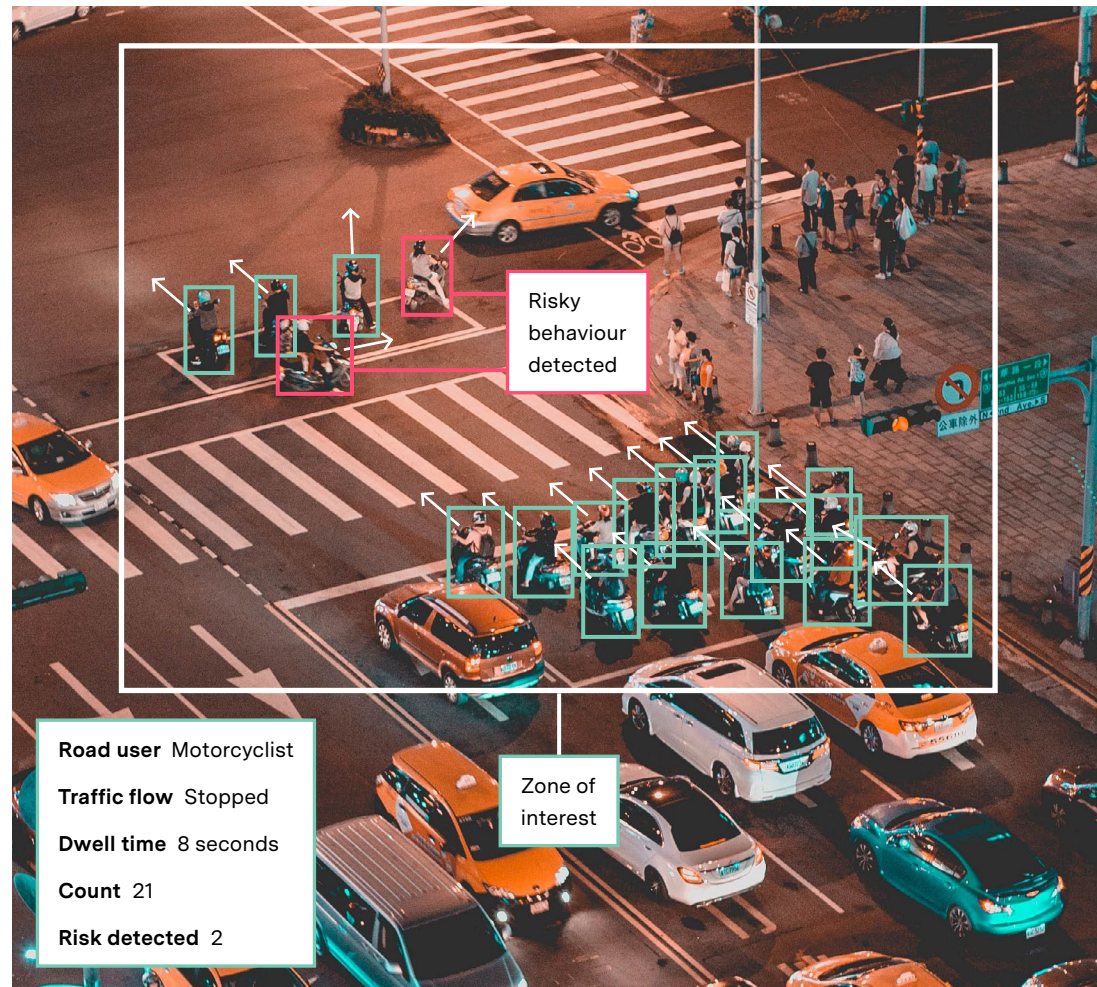 Risky
behaviour
detected
公車除外
Zone of
interest
Road user Motorcyclist
Traffic flow Stopped
Dwell time 8 seconds
Count 21
Risk detected 2